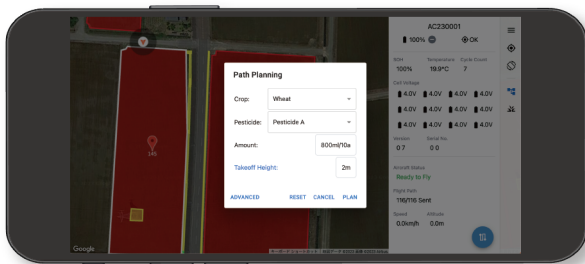 AC230001
100%
OK
SOH Temperature Cycle Count
100% 19.9°C 7
Cell Voltage
4.0V 4.0V 4.0V 4.0V
4.0V 4.0V 4.0V 4.0V
4.0V 4.0V 4.0V 4.0V
Version Serial No.
0.7 0 0
Aircraft Status
Ready to Fly
Flight Path
116/116 Sent
Speed Altitude
0.0km/h 0.0m
Path Planning
Crop: Wheat
Pesticide: Pesticide A
Amount: 800ml/10a
Takeoff Height: 2m
ADVANCED RESET CANCEL PLAN
145
Google